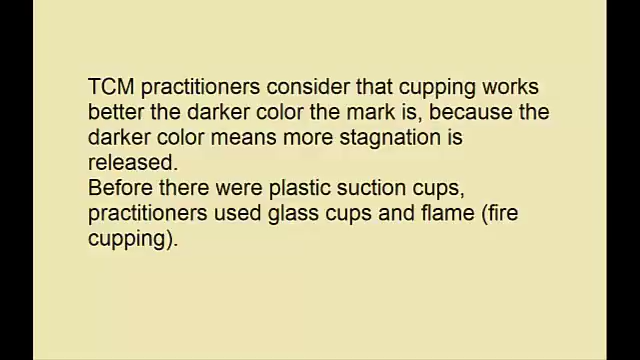 TCM practitioners consider that cupping works
better the darker color the mark is, because the
darker color means more stagnation is
released.
Before there were plastic suction cups,
practitioners used glass cups and flame (fire
cupping).